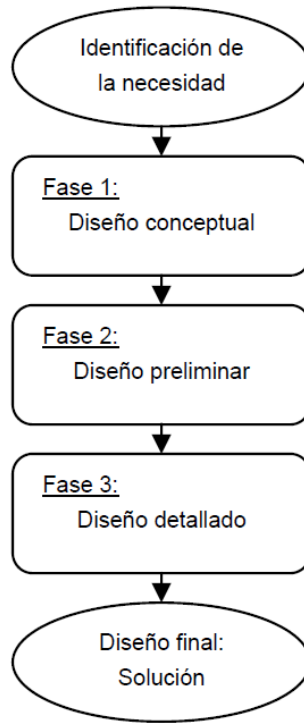 Identificación de
la necesidad
Fase 1:
Diseño conceptual
Fase 2:
Diseño preliminar
Fase 3:
Diseño detallado
Diseño final:
Solución